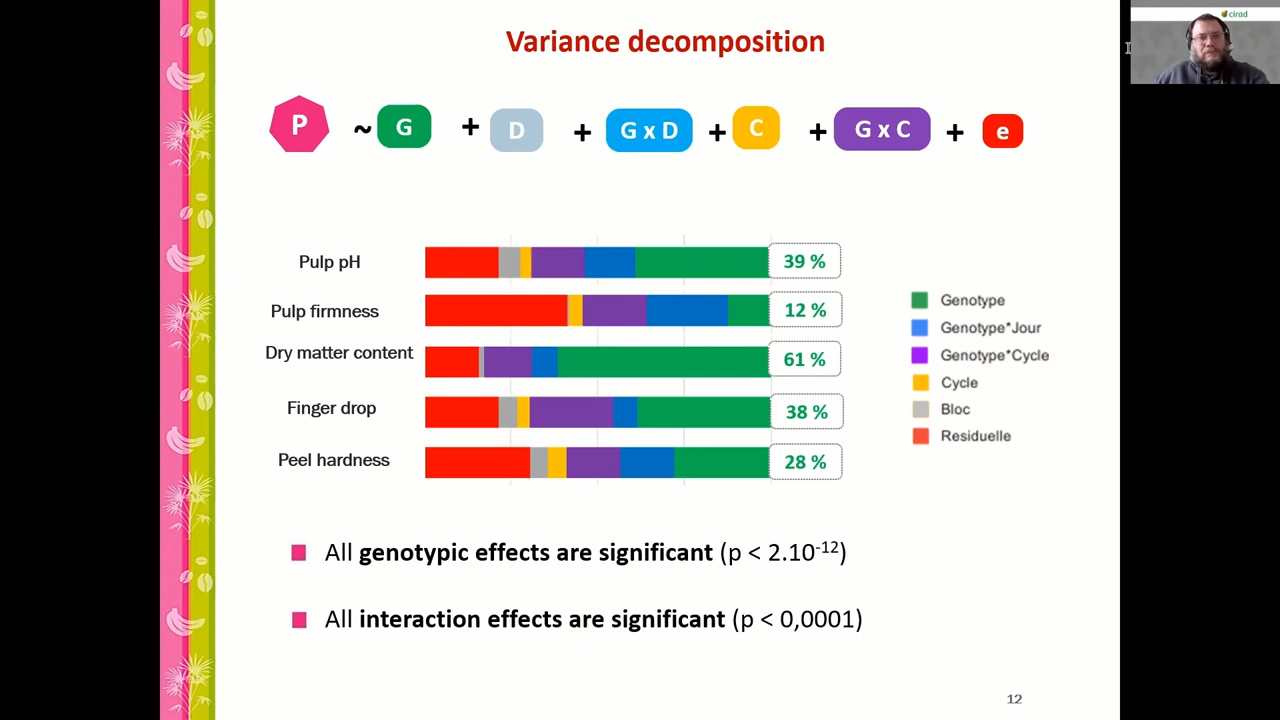 cirad
Variance decomposition
P ~ G + D + G x D + C + G x C + e
Pulp pH 39 %
Pulp firmness 12 %
Dry matter content 61 %
Finger drop 38 %
Peel hardness 28 %
Genotype
Genotype*Jour
Genotype*Cycle
Cycle
Bloc
Residuelle
All genotypic effects are significant (p < 2.10⁻¹²)
All interaction effects are significant (p < 0,0001)
12